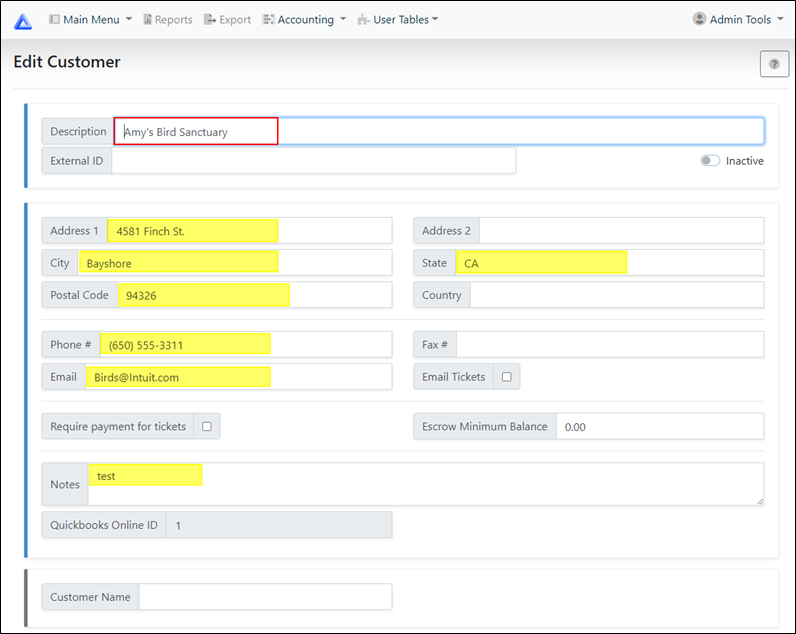 Main Menu Reports Export Accounting User Tables Admin Tools
Edit Customer ?
Description Amy's Bird Sanctuary
External ID Inactive
Address 1 4581 Finch St. Address 2
City Bayshore State CA
Postal Code 94326 Country
Phone # (650) 555-3311 Fax #
Email Birds@Intuit.com Email Tickets
Require payment for tickets Escrow Minimum Balance 0.00
Notes test
Quickbooks Online ID 1
Customer Name